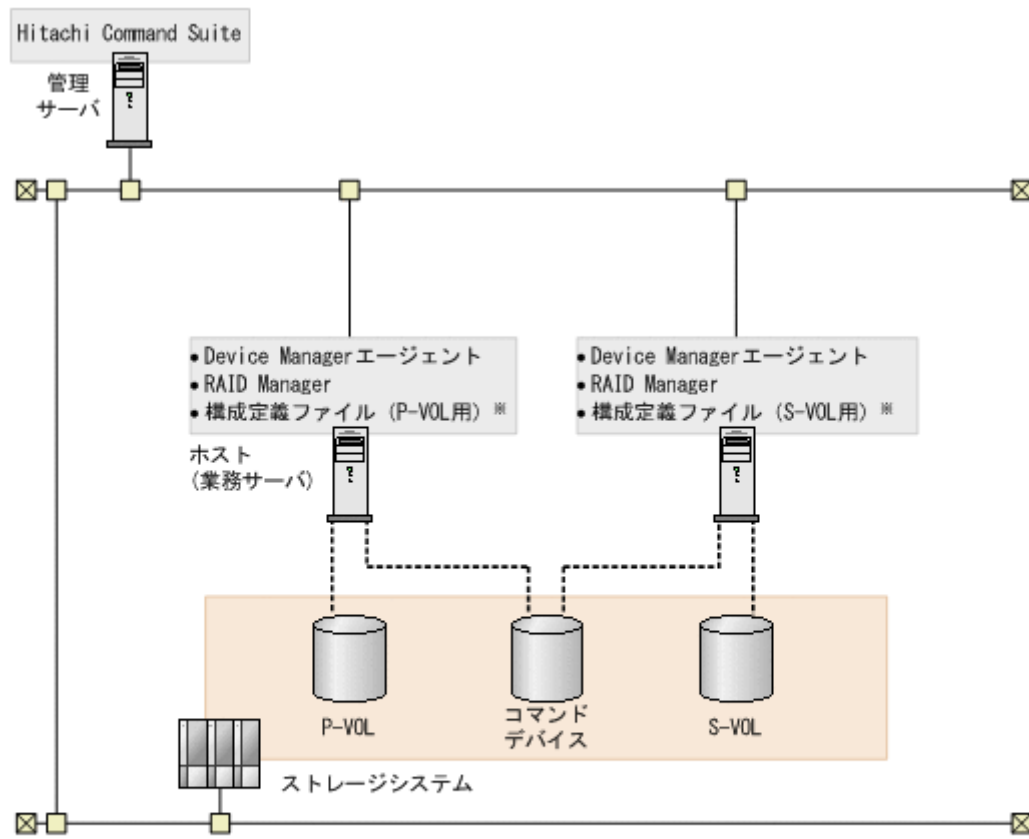 Hitachi Command Suite
管理
サーバ
●Device Managerエージェント
●RAID Manager
●構成定義ファイル (P-VOL用) ※
●Device Managerエージェント
●RAID Manager
●構成定義ファイル (S-VOL用) ※
ホスト
(業務サーバ)
P-VOL
コマンド
デバイス
S-VOL
ストレージシステム